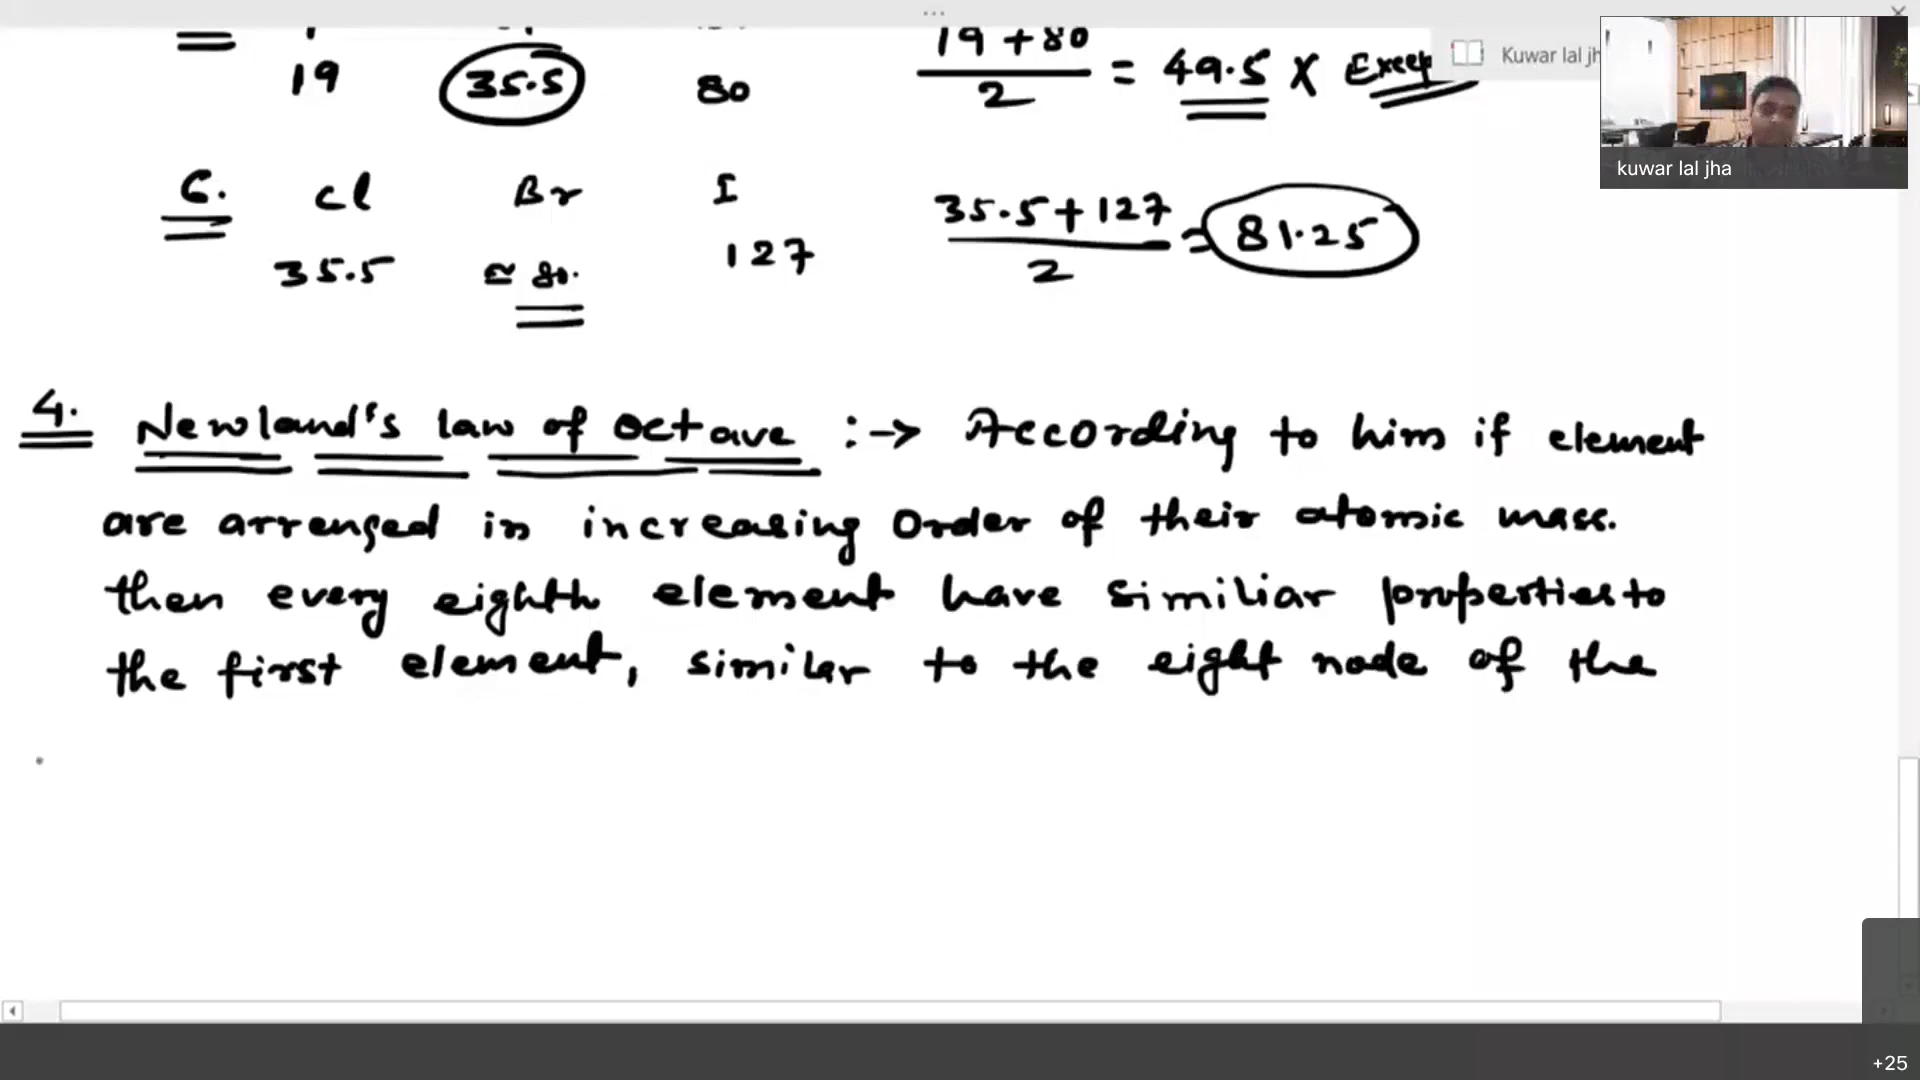 19 35.5 80 19+80 / 2 = 49.5 X Excep
Kuwar lal jh
kuwar lal jha
6. Cl Br I 35.5+127 / 2 = 81.25
35.5 ≈ 80. 127
4. Newland's law of octave :→ According to him if element
are arrenged in increasing order of their atomic mass.
then every eighth element have similiar properties to
the first element, similar to the eight node of the
+25